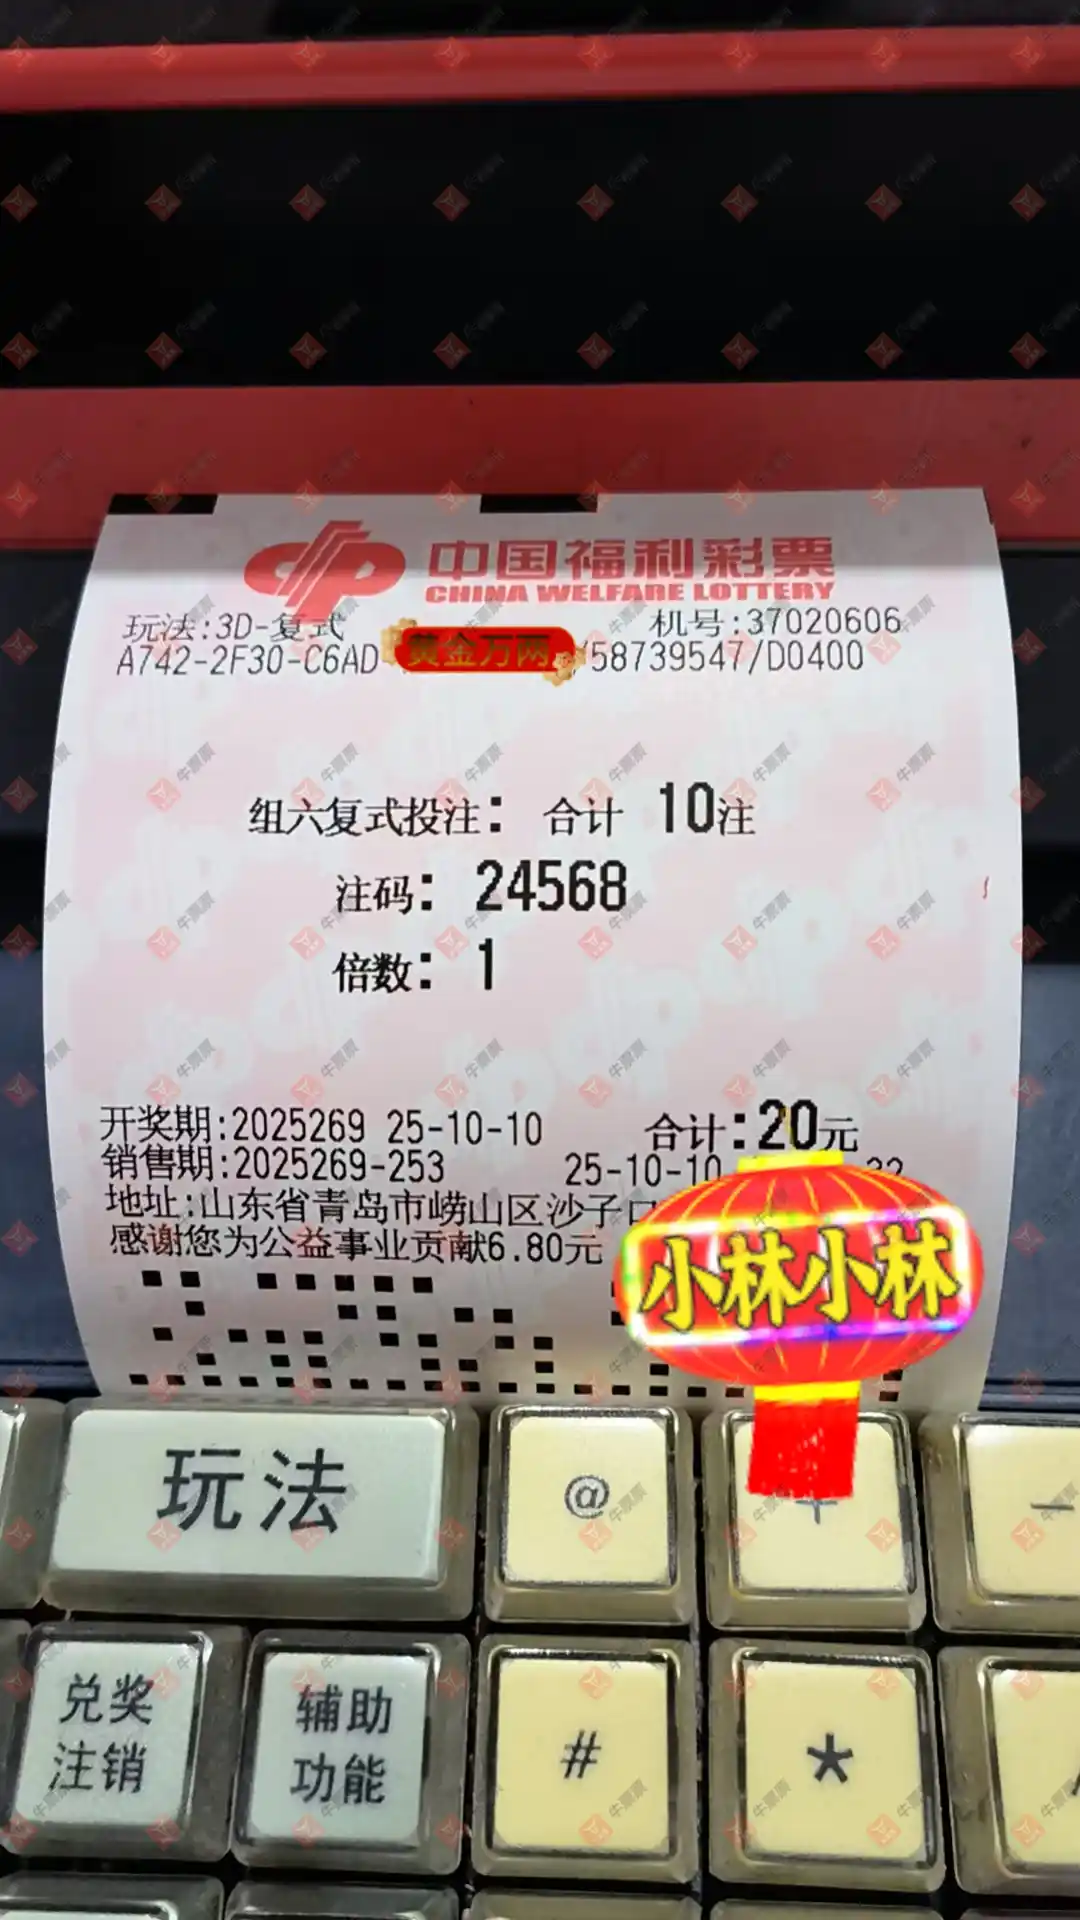 中国福利彩票
CHINA WELFARE LOTTERY
玩法:3D-复式 机号:37020606
A742-2F30-C6AD 黄金万两 /58739547/D0400
组六复式投注: 合计 10注
注码: 24568
倍数: 1
开奖期:2025269 25-10-10 合计:20元
销售期:2025269-253 25-10-10
地址:山东省青岛市崂山区沙子口
感谢您为公益事业贡献6.80元
小林小林
玩法 @ + -
兑奖
注销
辅助
功能
# *
牛票票